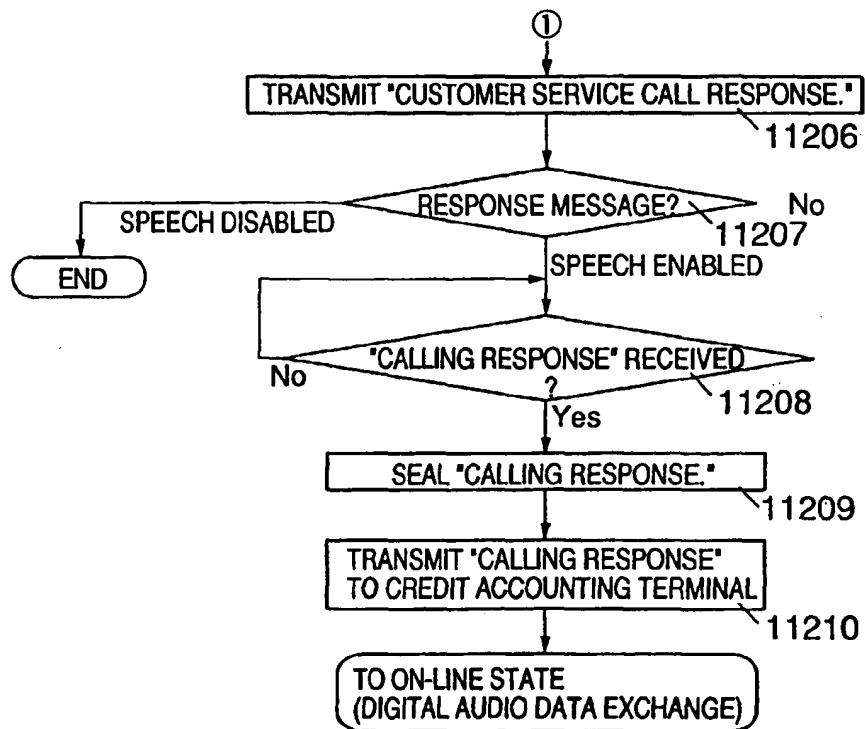 ①
TRANSMIT "CUSTOMER SERVICE CALL RESPONSE."
11206
RESPONSE MESSAGE?
No
11207
SPEECH DISABLED
END
SPEECH ENABLED
"CALLING RESPONSE" RECEIVED
?
No
11208
Yes
SEAL "CALLING RESPONSE."
11209
TRANSMIT "CALLING RESPONSE"
TO CREDIT ACCOUNTING TERMINAL
11210
TO ON-LINE STATE
(DIGITAL AUDIO DATA EXCHANGE)